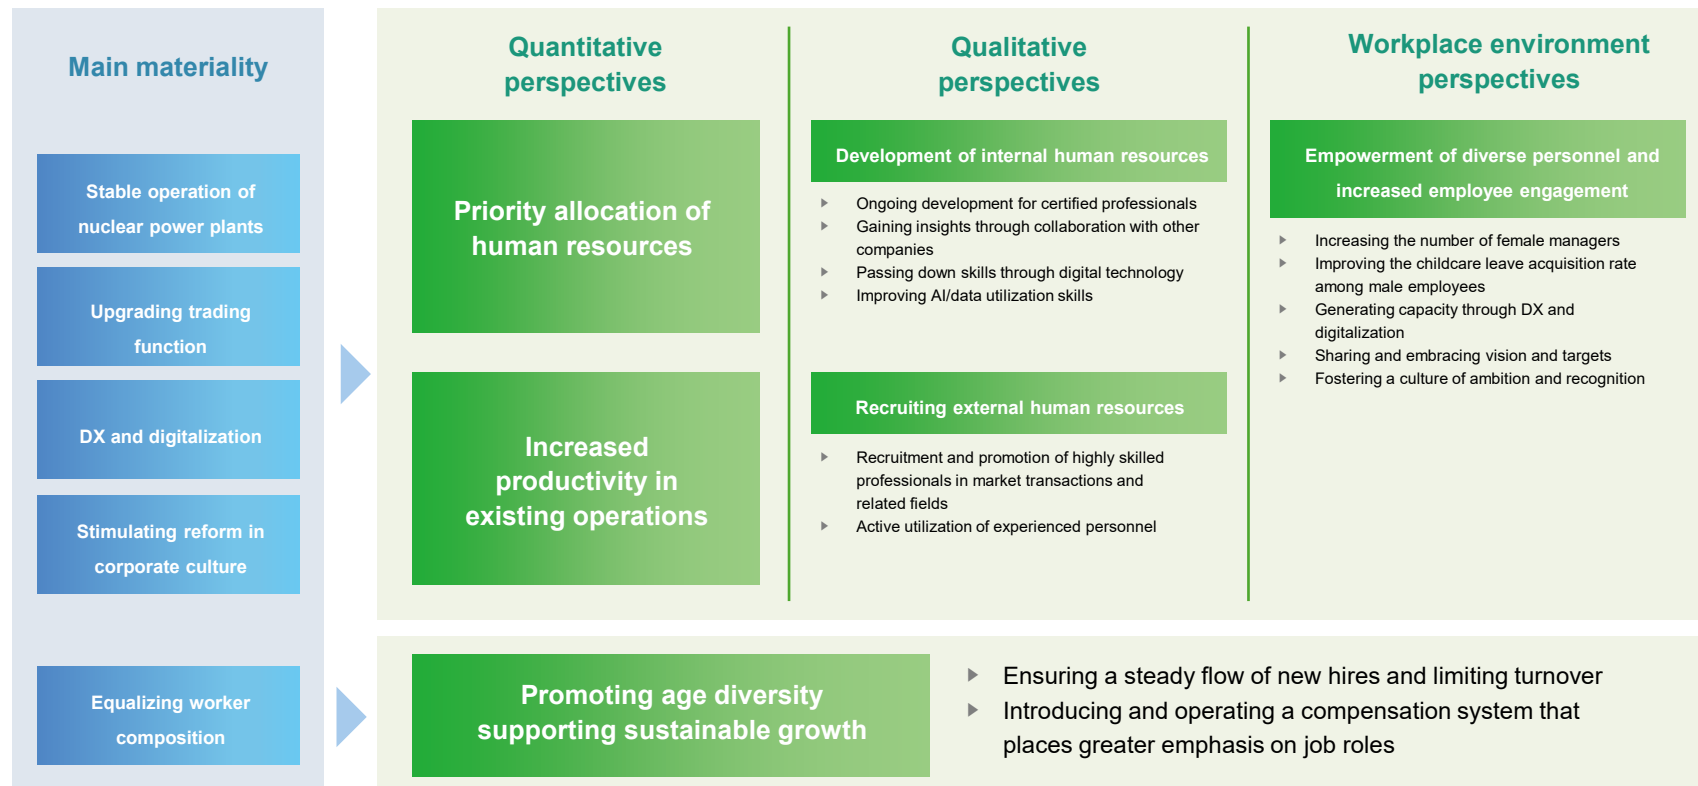 Main materiality
Stable operation of
nuclear power plants
Upgrading trading
function
DX and digitalization
Stimulating reform in
corporate culture
Equalizing worker
composition
Quantitative
perspectives
Priority allocation of
human resources
Increased
productivity in
existing operations
Qualitative
perspectives
Development of internal human resources
Ongoing development for certified professionals
Gaining insights through collaboration with other
companies
Passing down skills through digital technology
Improving AI/data utilization skills
Recruiting external human resources
Recruitment and promotion of highly skilled
professionals in market transactions and
related fields
Active utilization of experienced personnel
Workplace environment
perspectives
Empowerment of diverse personnel and
increased employee engagement
Increasing the number of female managers
Improving the childcare leave acquisition rate
among male employees
Generating capacity through DX and
digitalization
Sharing and embracing vision and targets
Fostering a culture of ambition and recognition
Promoting age diversity
supporting sustainable growth
Ensuring a steady flow of new hires and limiting turnover
Introducing and operating a compensation system that
places greater emphasis on job roles